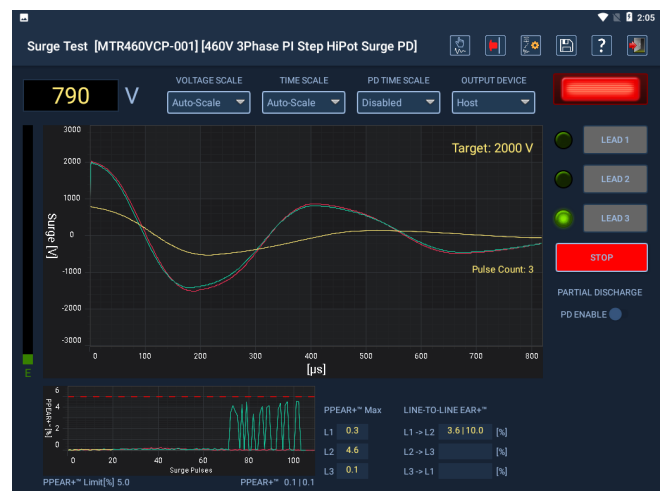 2:05
Surge Test [MTR460VCP-001] [460V 3Phase PI Step HiPot Surge PD]
?
790 V
VOLTAGE SCALE TIME SCALE PD TIME SCALE OUTPUT DEVICE
Auto-Scale Auto-Scale Disabled Host
3000
2000
1000
0
-1000
-2000
-3000
Surge [V]
Target: 2000 V
Pulse Count: 3
0 100 200 300 400 500 600 700 800
[µs]
E
LEAD 1
LEAD 2
LEAD 3
STOP
PARTIAL DISCHARGE
PD ENABLE
6
4
2
0
PPEAR+™ [%]
0 20 40 60 80 100
Surge Pulses
PPEAR+™ Limit[%] 5.0 PPEAR+™ 0.1|0.1
PPEAR+™ Max LINE-TO-LINE EAR+™
L1 0.3 L1 -> L2 3.6|10.0 [%]
L2 4.6 L2 -> L3 [%]
L3 0.1 L3 -> L1 [%]